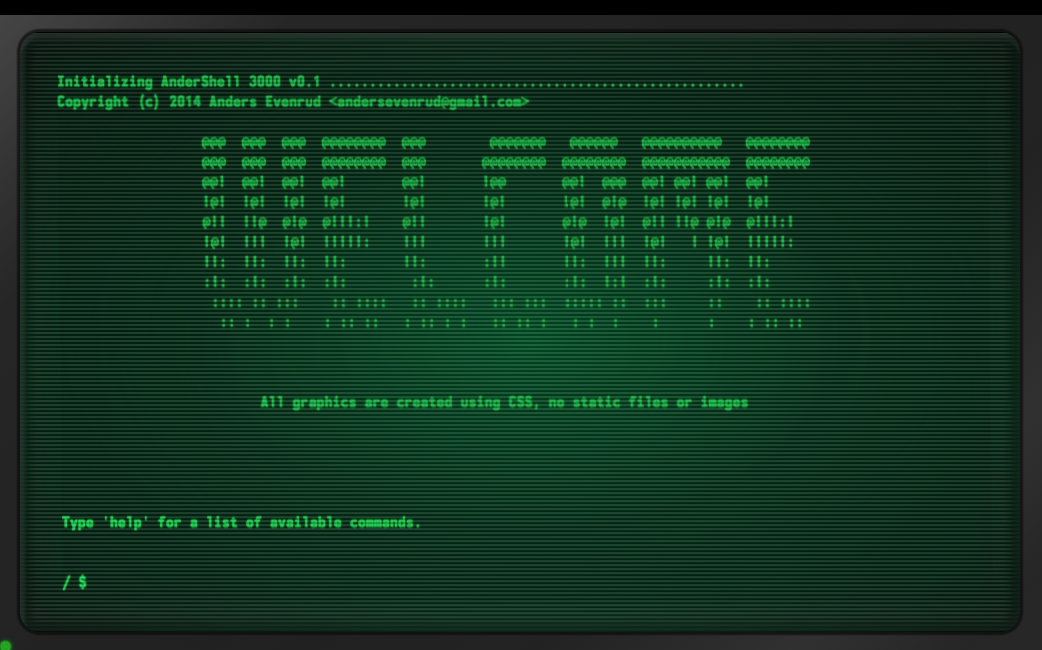 Initializing AnderShell 3000 v0.1 ....................................................
Copyright (c) 2014 Anders Evenrud <andersevenrud@gmail.com>
WELCOME
All graphics are created using CSS, no static files or images
Type 'help' for a list of available commands.
/ $